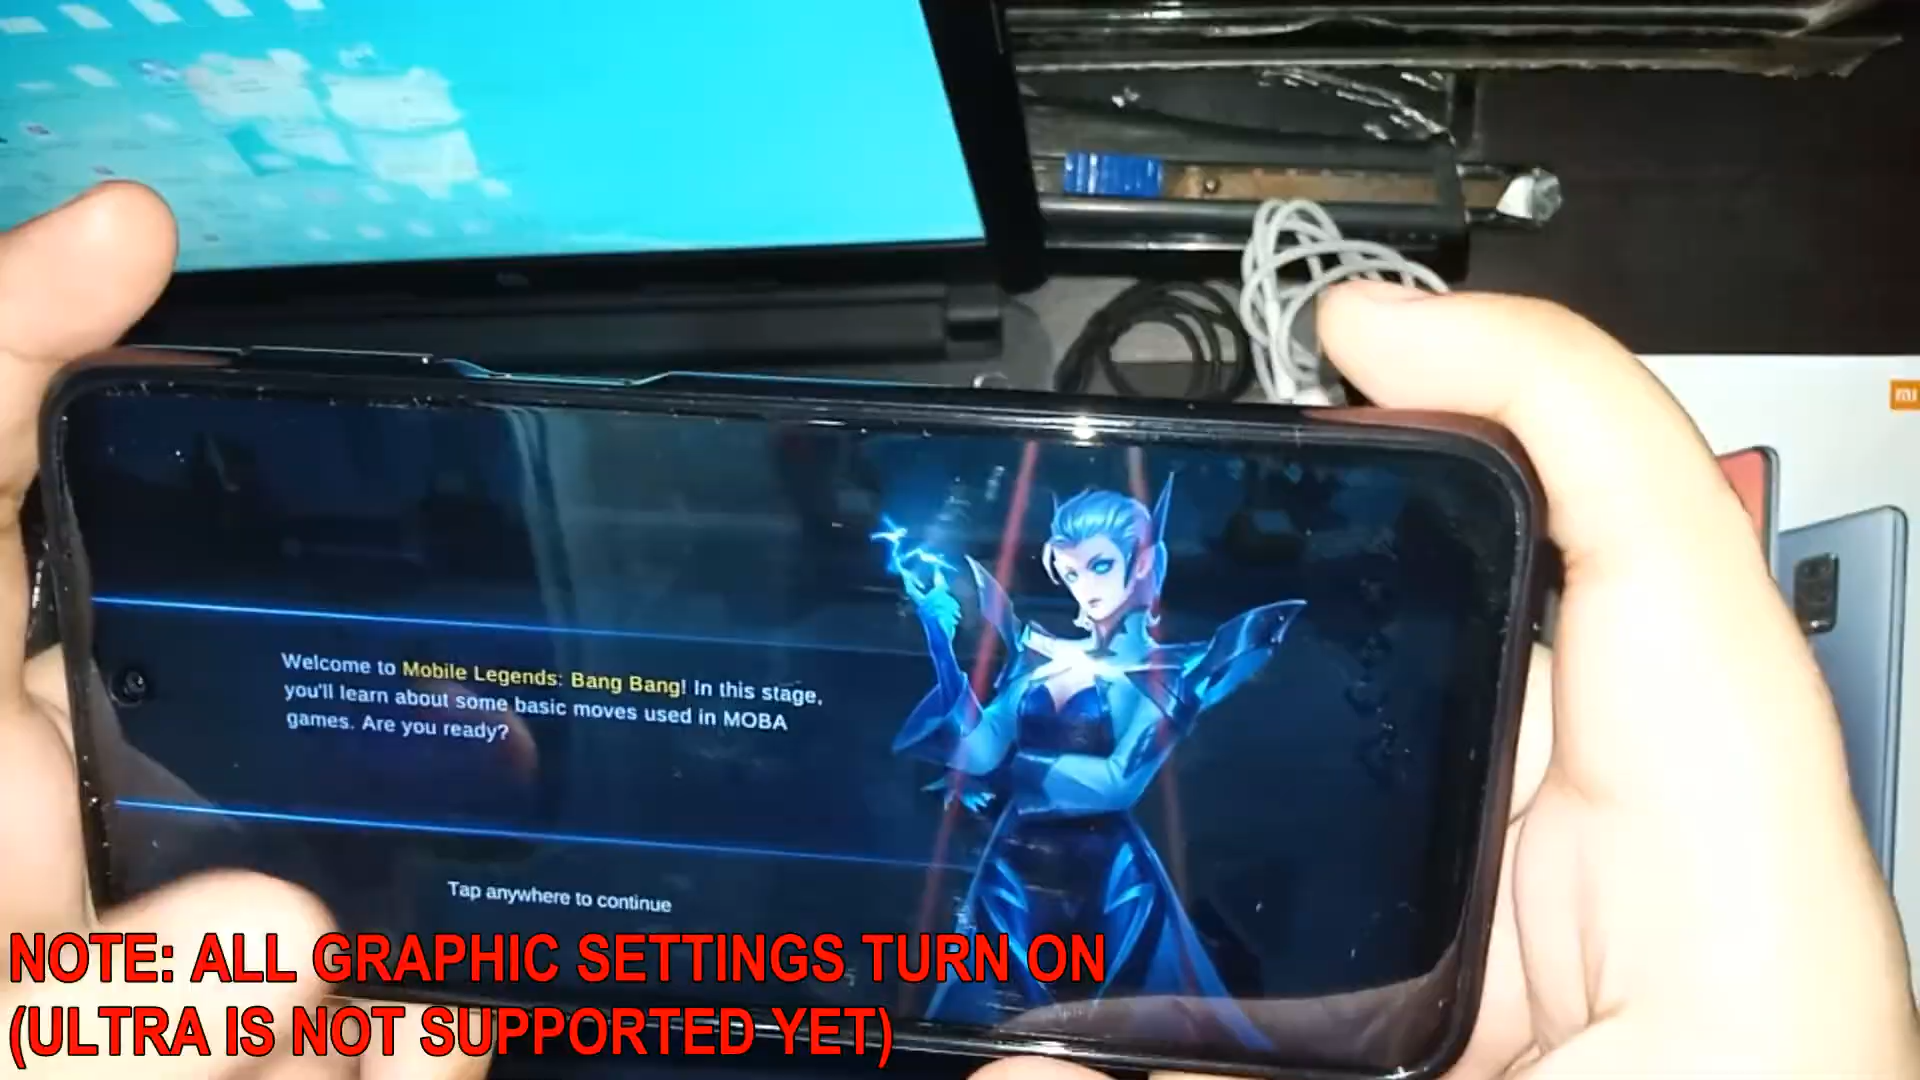 mi
Welcome to Mobile Legends: Bang Bang! In this stage,
you'll learn about some basic moves used in MOBA
games. Are you ready?
Tap anywhere to continue
NOTE: ALL GRAPHIC SETTINGS TURN ON
(ULTRA IS NOT SUPPORTED YET)